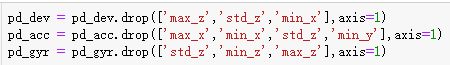 pd_dev = pd_dev.drop(['max_z','std_z','min_x'],axis=1)
pd_acc = pd_acc.drop(['max_x','min_x','std_z','min_y'],axis=1)
pd_gyr = pd_gyr.drop(['std_z','min_z','max_z'],axis=1)